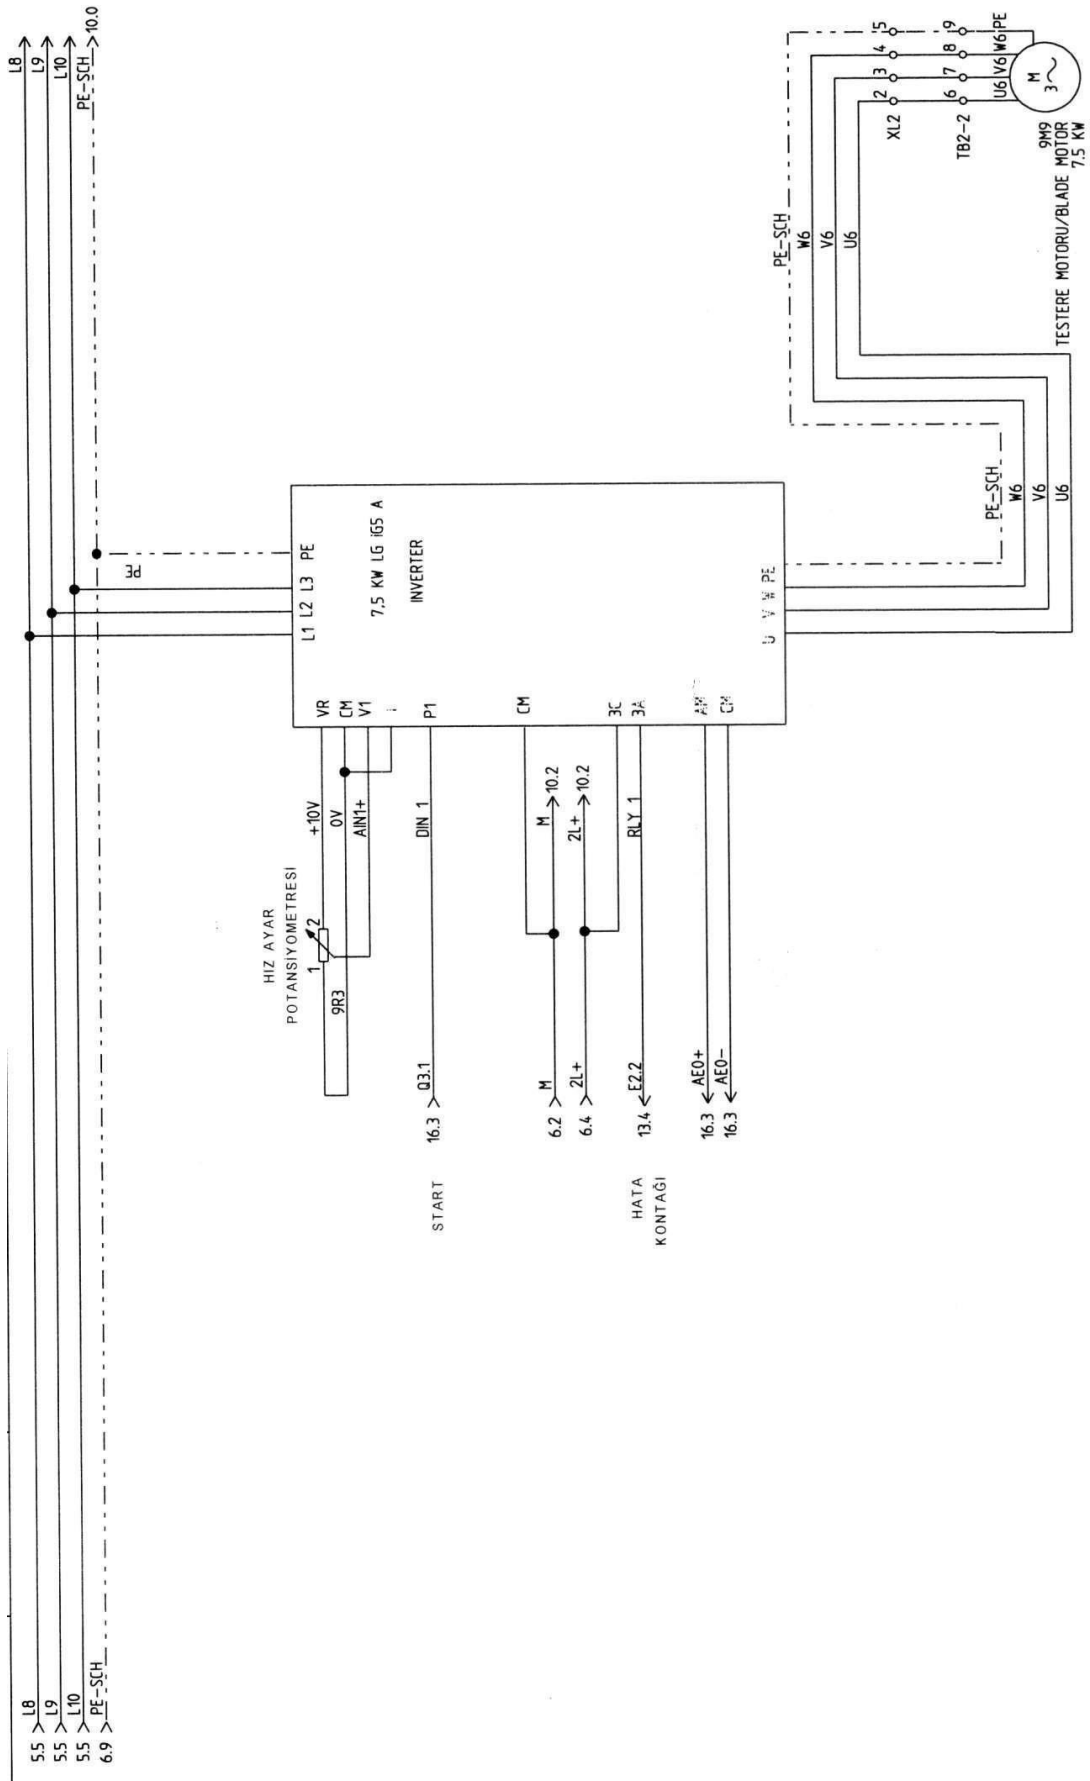 L8
L9
L10
PE-SCH
10.0
5.5 L8
5.5 L9
5.5 L10
6.9 PE-SCH
PE
L1 L2 L3 PE
7,5 KW LG iG5 A
INVERTER
VR
CM
V1
P1
CM
3C
3A
AM
CM
U V W PE
HIZ AYAR
POTANSİYOMETRESİ
1 2
9R3
+10V
0V
AIN1+
START
16.3 Q3.1 DIN 1
6.2 M M 10.2
6.4 2L+ 2L+ 10.2
HATA
KONTAĞI
13.4 E2.2 RLY 1
16.3 AE0+
16.3 AE0-
PE-SCH
W6
V6
U6
PE-SCH
W6
V6
U6
XL2
2 3 4 5
TB2-2
6 7 8 9
U6 V6 W6 PE
M
3~
9M9
TESTERE MOTORU/BLADE MOTOR
7.5 KW